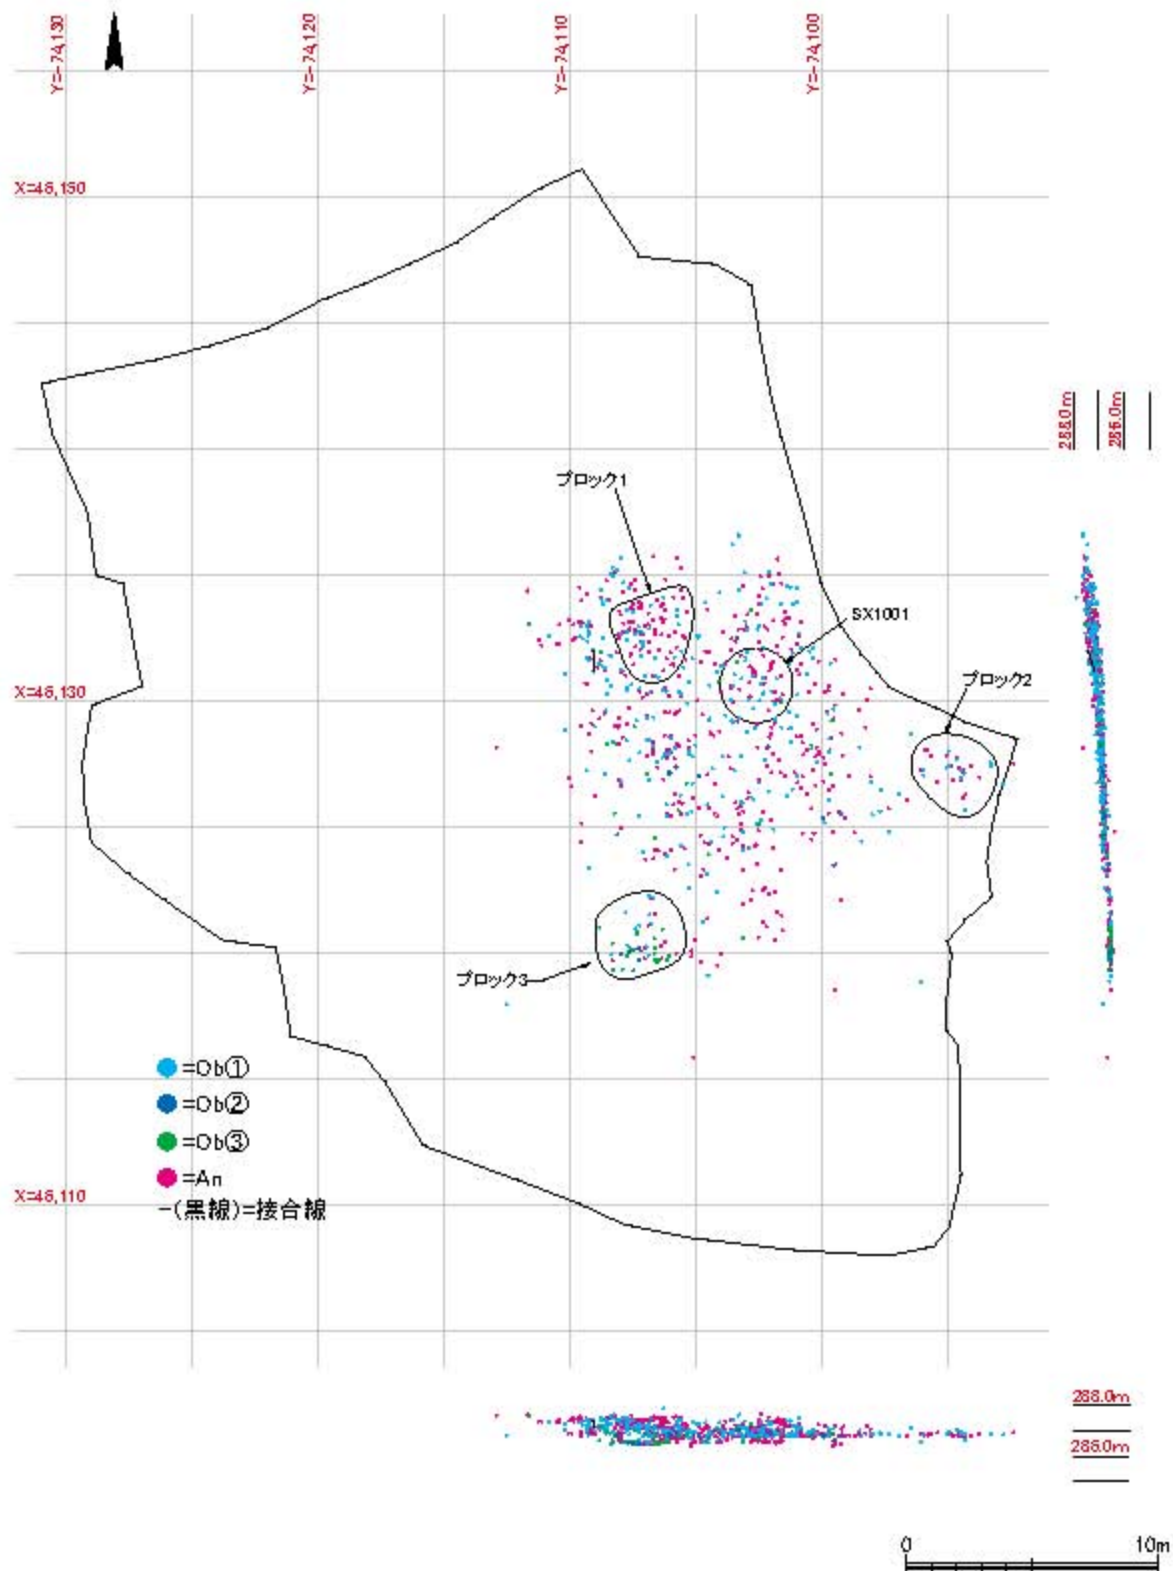 Y=-74,130
Y=-74,120
Y=-74,110
Y=-74,100
X=46,150
288.0m
286.0m
ブロック1
SX1001
X=46,130
ブロック2
ブロック3
=Ob①
=Ob②
=Ob③
=An
-(黒線)=接合線
X=46,110
288.0m
286.0m
0 10m